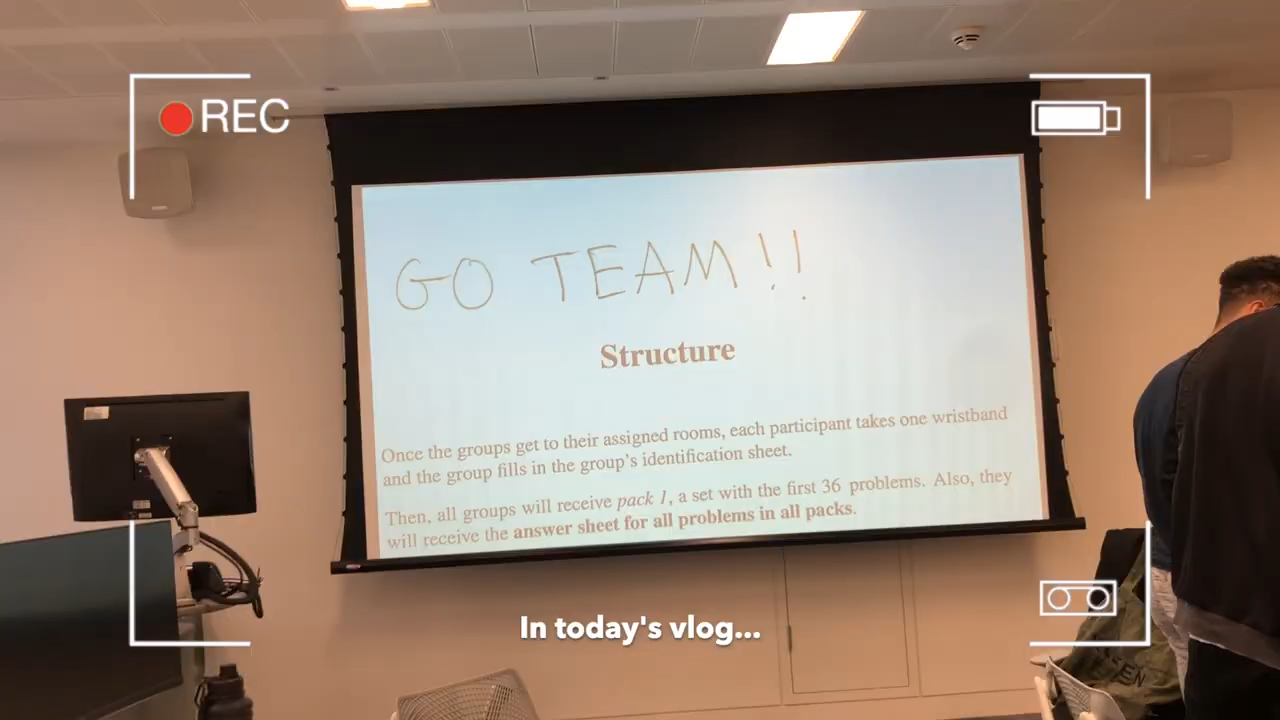 REC
GO TEAM!!
Structure
Once the groups get to their assigned rooms, each participant takes one wristband
and the group fills in the group's identification sheet.
Then, all groups will receive pack 1, a set with the first 36 problems. Also, they
will receive the answer sheet for all problems in all packs.
In today's vlog...